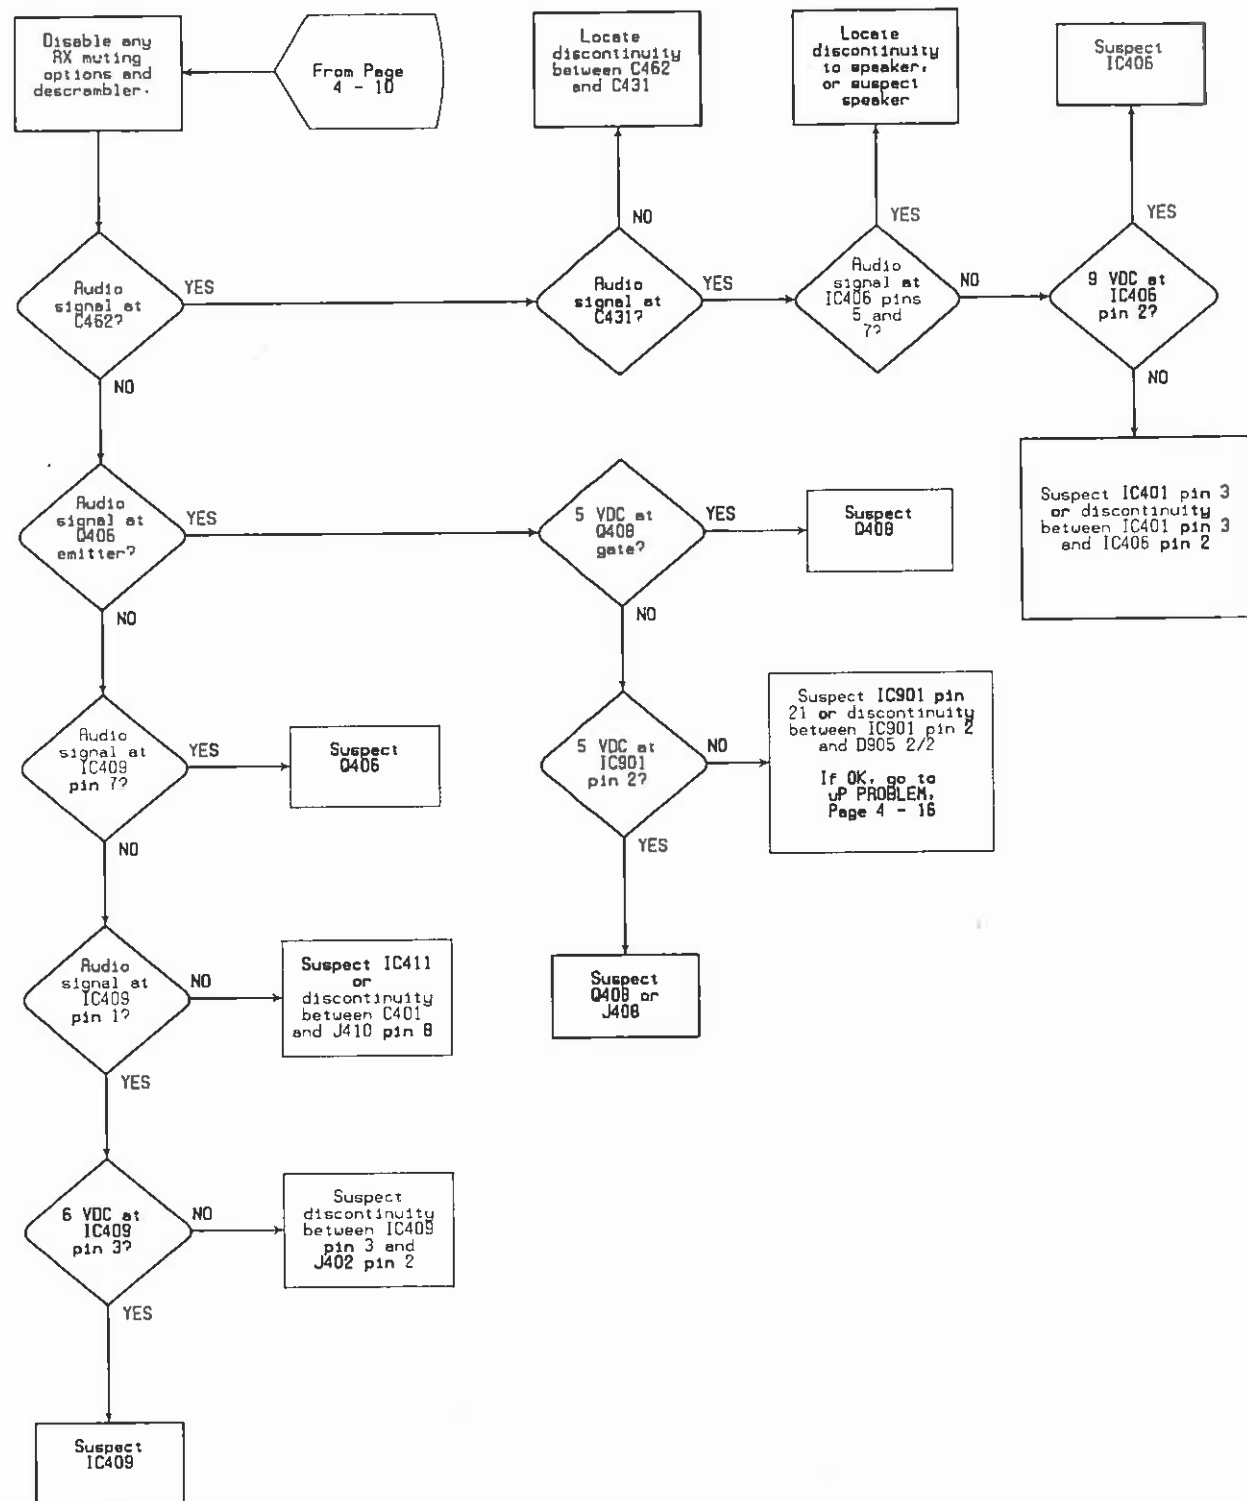 Disable any
RX muting
options and
descrambler.
From Page
4 - 10
Locate
discontinuity
between C462
and C431
Locate
discontinuity
to speaker,
or suspect
speaker
Suspect
IC406
NO
YES
YES
Audio
signal at
C462?
YES
Audio
signal at
C431?
YES
Audio
signal at
IC406 pins
5 and
7?
NO
9 VDC at
IC406
pin 2?
NO
NO
Suspect IC401 pin 3
or discontinuity
between IC401 pin 3
and IC406 pin 2
Audio
signal at
Q406
emitter?
YES
5 VDC at
Q408
gate?
YES
Suspect
Q408
NO
NO
Audio
signal at
IC409
pin 7?
YES
Suspect
Q406
5 VDC at
IC901
pin 2?
NO
Suspect IC901 pin
21 or discontinuity
between IC901 pin 2
and D905 2/2
If OK, go to
uP PROBLEM,
Page 4 - 16
NO
YES
Audio
signal at
IC409
pin 1?
NO
Suspect IC411
or
discontinuity
between C401
and J410 pin 8
Suspect
Q408 or
J408
YES
6 VDC at
IC409
pin 3?
NO
Suspect
discontinuity
between IC409
pin 3 and
J402 pin 2
YES
Suspect
IC409